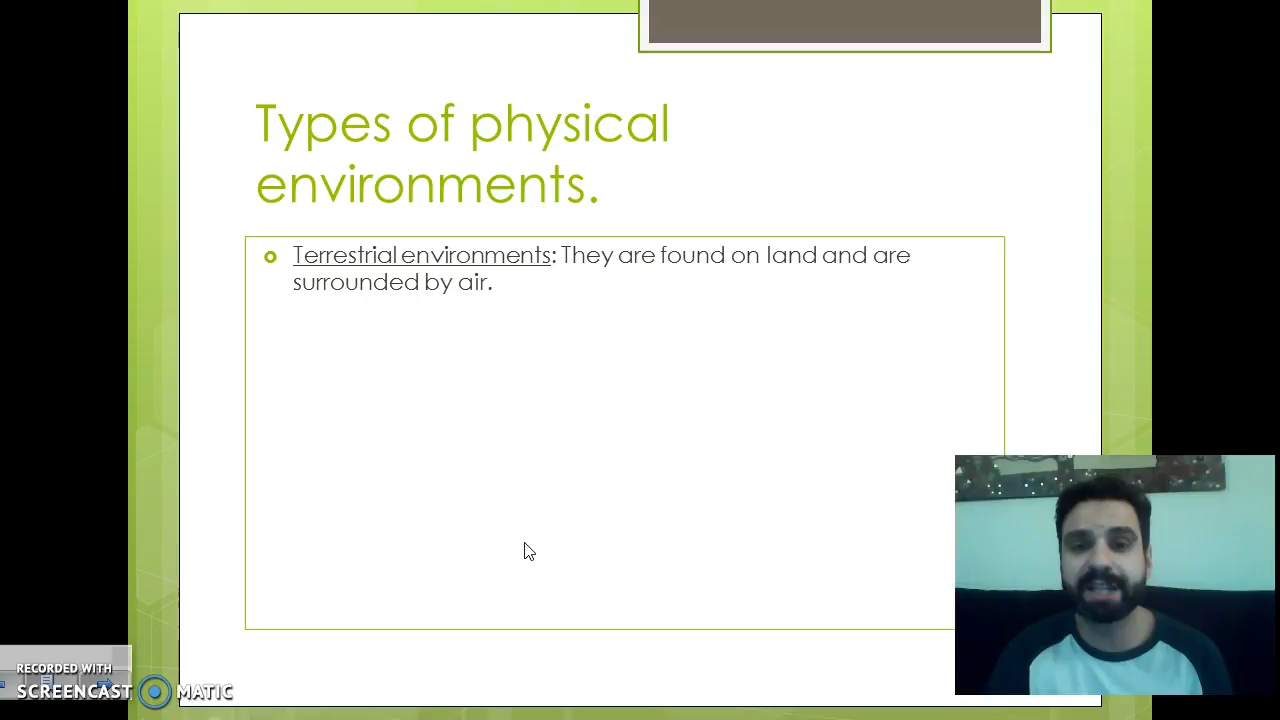 Types of physical
environments.
Terrestrial environments: They are found on land and are
surrounded by air.
RECORDED WITH
SCREENCAST MATIC